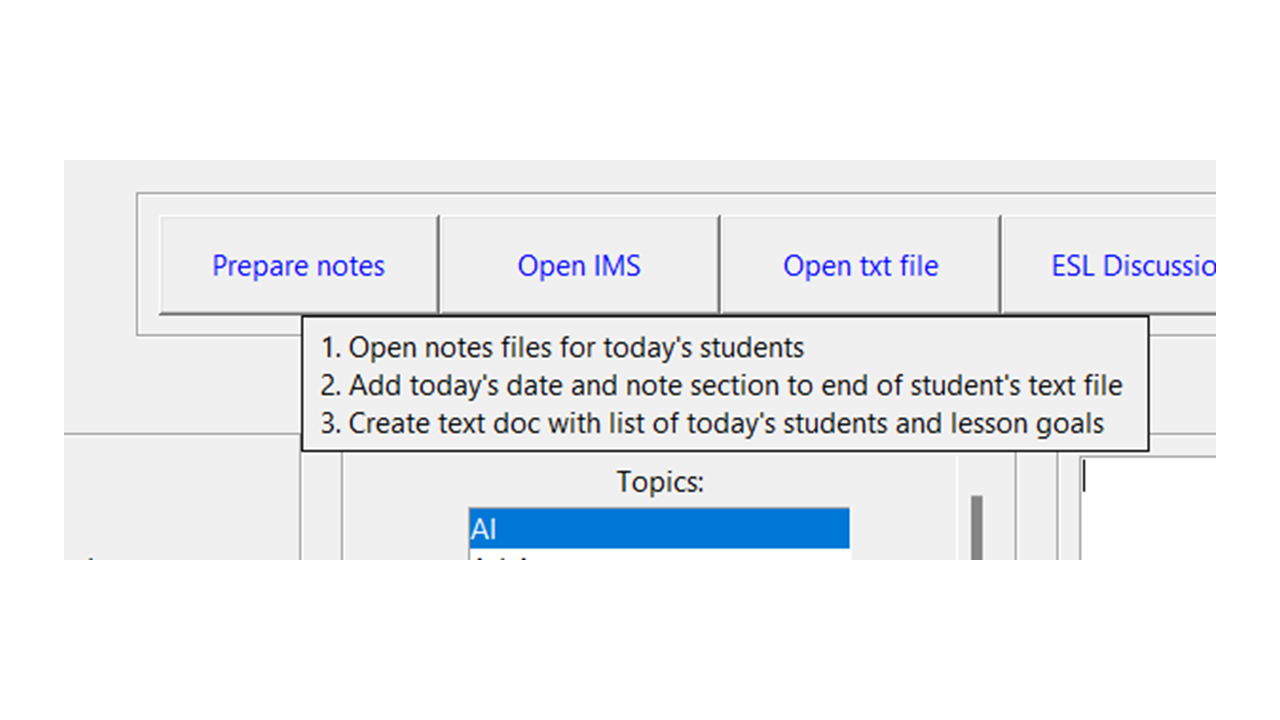 Prepare notes
Open IMS
Open txt file
ESL Discussio
1. Open notes files for today's students
2. Add today's date and note section to end of student's text file
3. Create text doc with list of today's students and lesson goals
Topics:
AI